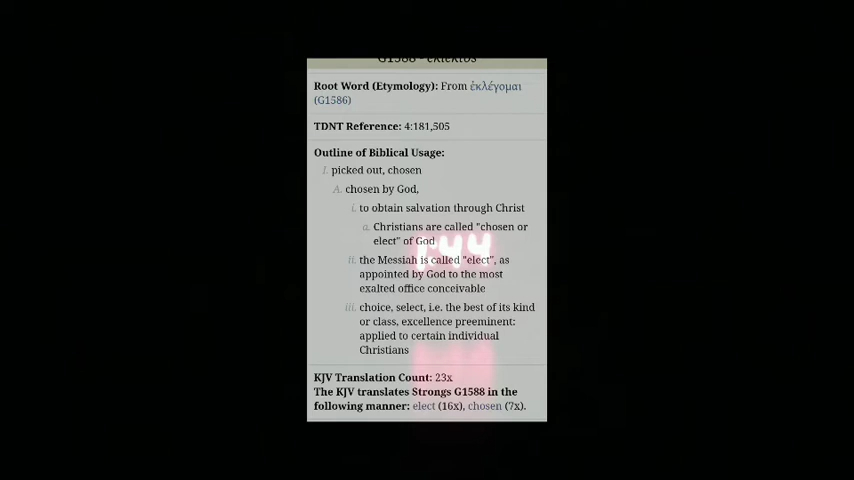 G1588 - eklektos
Root Word (Etymology): From ἐκλέγομαι
(G1586)
TDNT Reference: 4:181,505
Outline of Biblical Usage:
I. picked out, chosen
A. chosen by God,
i. to obtain salvation through Christ
a. Christians are called "chosen or
elect" of God
1:44
ii. the Messiah is called "elect", as
appointed by God to the most
exalted office conceivable
iii. choice, select, i.e. the best of its kind
or class, excellence preeminent:
applied to certain individual
Christians
KJV Translation Count: 23x
The KJV translates Strongs G1588 in the
following manner: elect (16x), chosen (7x).